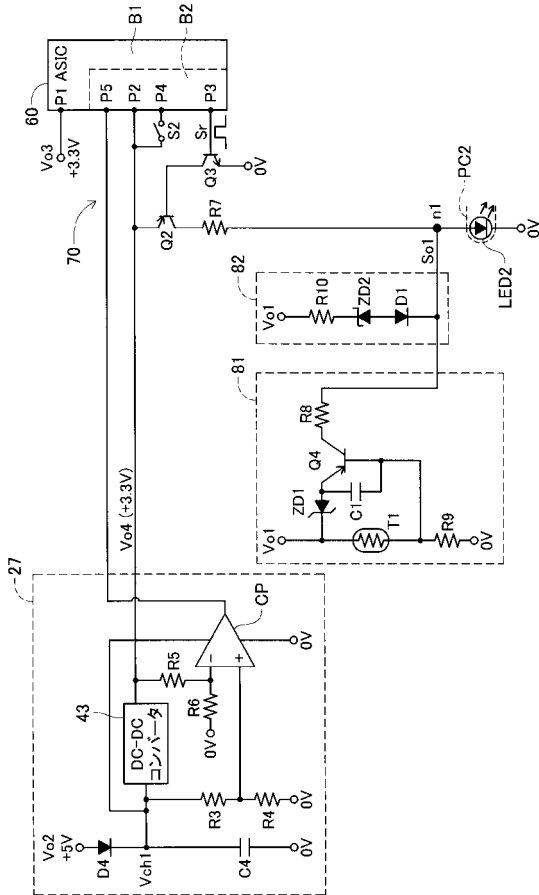 27
Vo2
+5V
D4
Vch1
C4
0V
43
DC-DC
コンバータ
R3
R4
0V
R5
R6
0V
−
+
CP
0V
Vo4 (+3.3V)
70
Vo3
+3.3V
60
P1 ASIC
P5
P2
P4
P3
B1
B2
S2
Sr
Q3
0V
Q2
R7
81
Vo1
ZD1
C1
Q4
R8
T1
R9
0V
82
Vo1
R10
ZD2
D1
So1
n1
PC2
LED2
0V